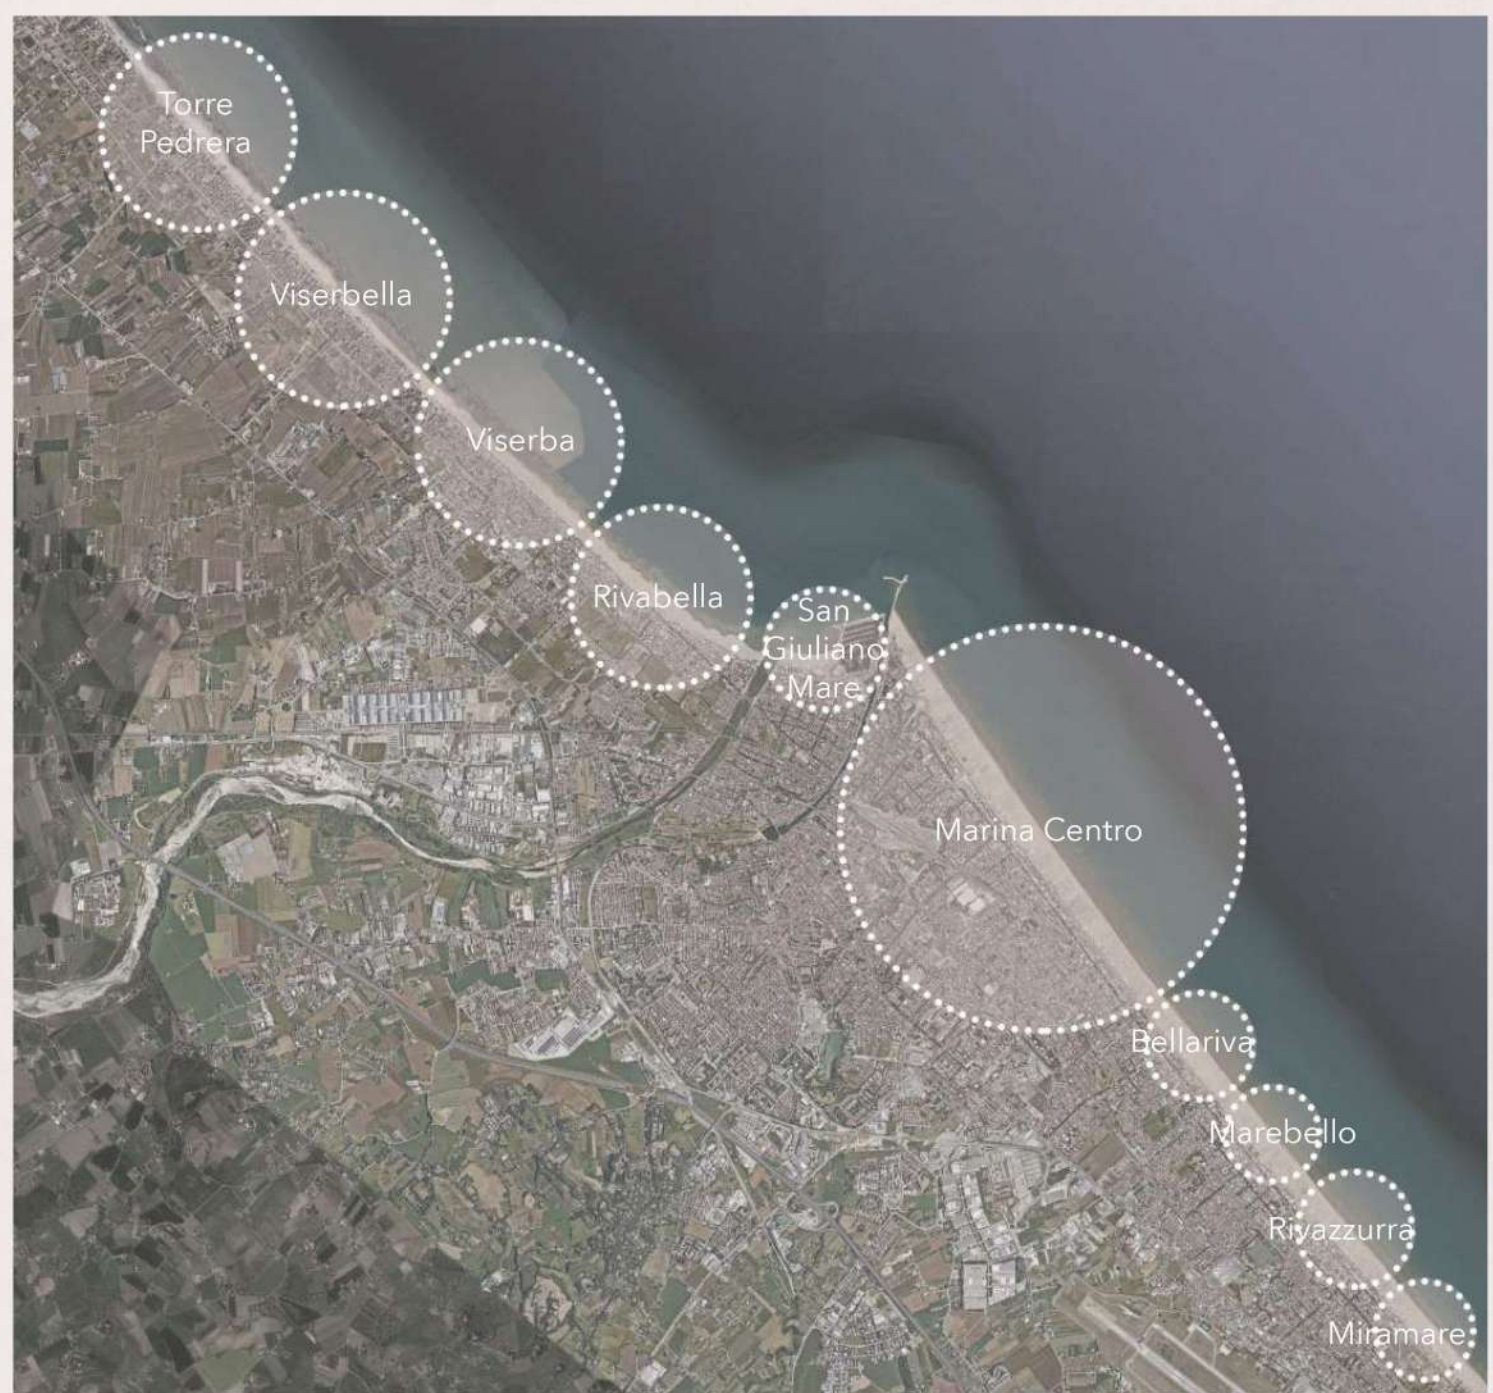 Torre
Pedrera
Viserbella
Viserba
Rivabella
San
Giuliano
Mare
Marina Centro
Bellariva
Marebello
Rivazzurra
Miramare